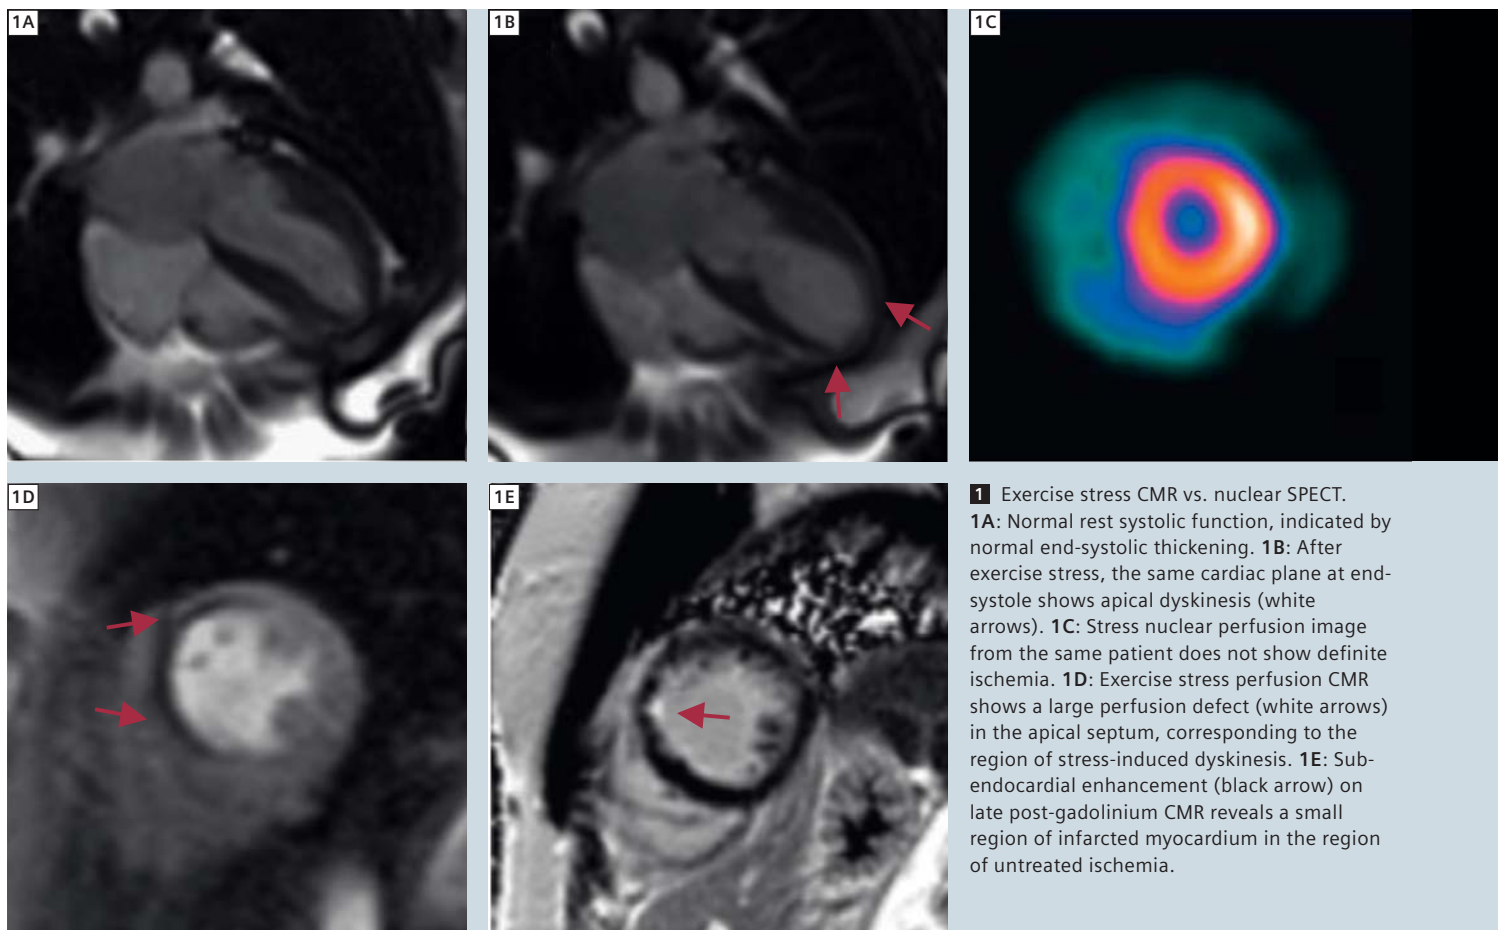 1A
1B
1C
1D
1E
1 Exercise stress CMR vs. nuclear SPECT.
1A: Normal rest systolic function, indicated by
normal end-systolic thickening. 1B: After
exercise stress, the same cardiac plane at end-
systole shows apical dyskinesis (white
arrows). 1C: Stress nuclear perfusion image
from the same patient does not show definite
ischemia. 1D: Exercise stress perfusion CMR
shows a large perfusion defect (white arrows)
in the apical septum, corresponding to the
region of stress-induced dyskinesis. 1E: Sub-
endocardial enhancement (black arrow) on
late post-gadolinium CMR reveals a small
region of infarcted myocardium in the region
of untreated ischemia.